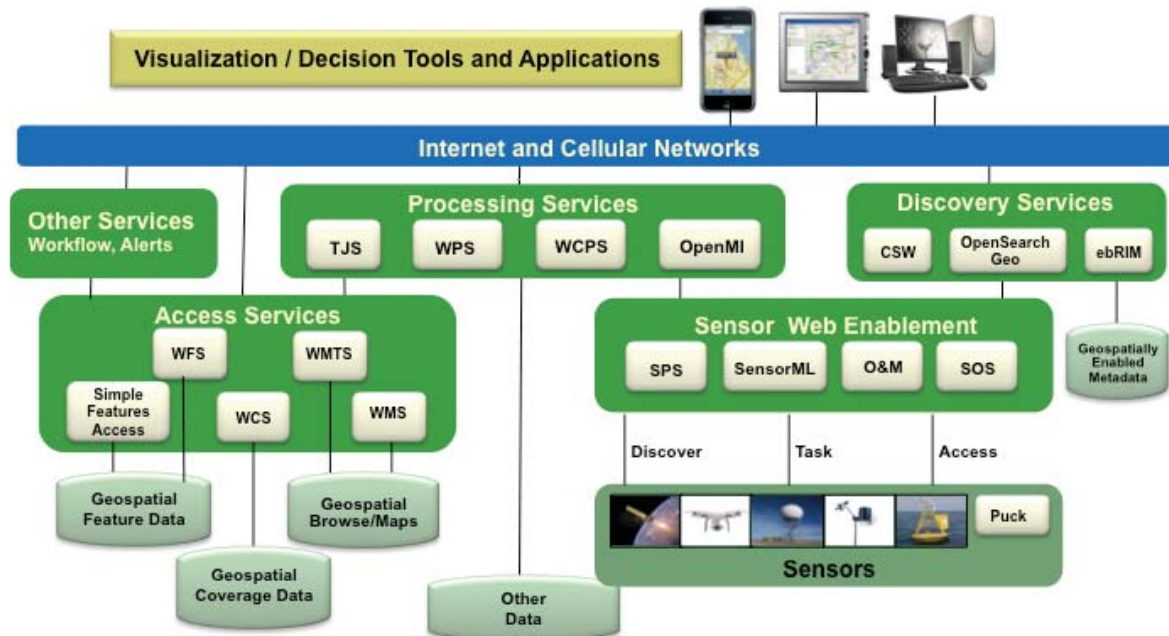 Visualization / Decision Tools and Applications
Internet and Cellular Networks
Other Services
Workflow, Alerts
Processing Services
TJS
WPS
WCPS
OpenMI
Discovery Services
CSW
OpenSearch
Geo
ebRIM
Access Services
WFS
WMTS
Simple
Features
Access
WCS
WMS
Sensor Web Enablement
SPS
SensorML
O&M
SOS
Geospatially
Enabled
Metadata
Discover
Task
Access
Geospatial
Feature Data
Geospatial
Browse/Maps
Geospatial
Coverage Data
Other
Data
Puck
Sensors